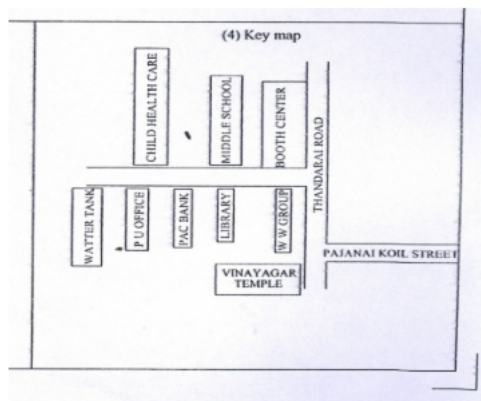 (4) Key map
CHILD HEALTH CARE
MIDDLE SCHOOL
BOOTH CENTER
THANDARAI ROAD
WATTER TANK
P U OFFICE
PAC BANK
LIBRARY
W W GROUP
PAJANAI KOIL STREET
VINAYAGAR
TEMPLE